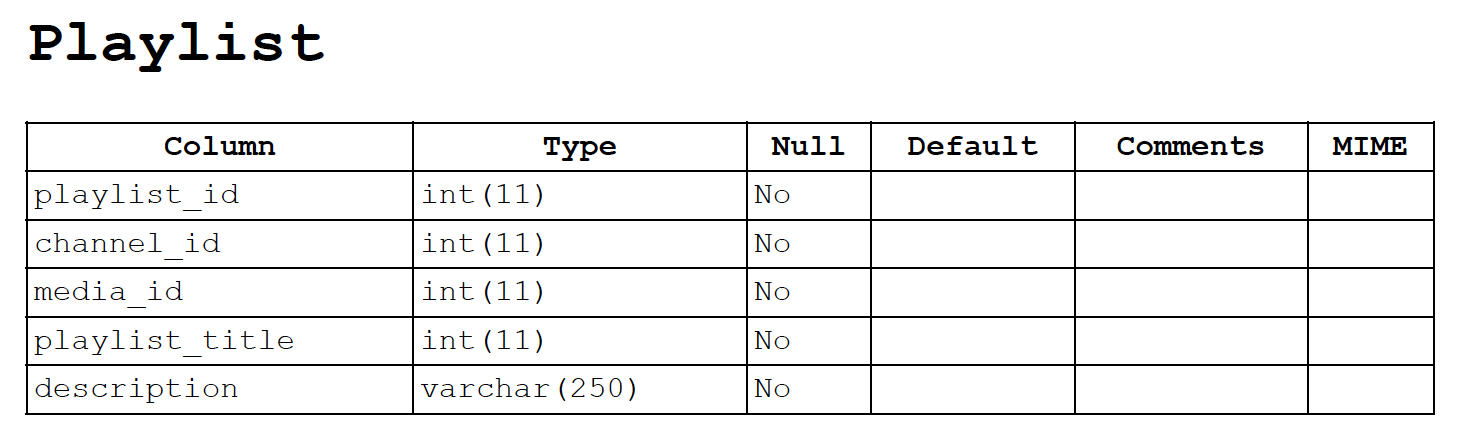 Playlist
Column Type Null Default Comments MIME
playlist_id int(11) No
channel_id int(11) No
media_id int(11) No
playlist_title int(11) No
description varchar(250) No